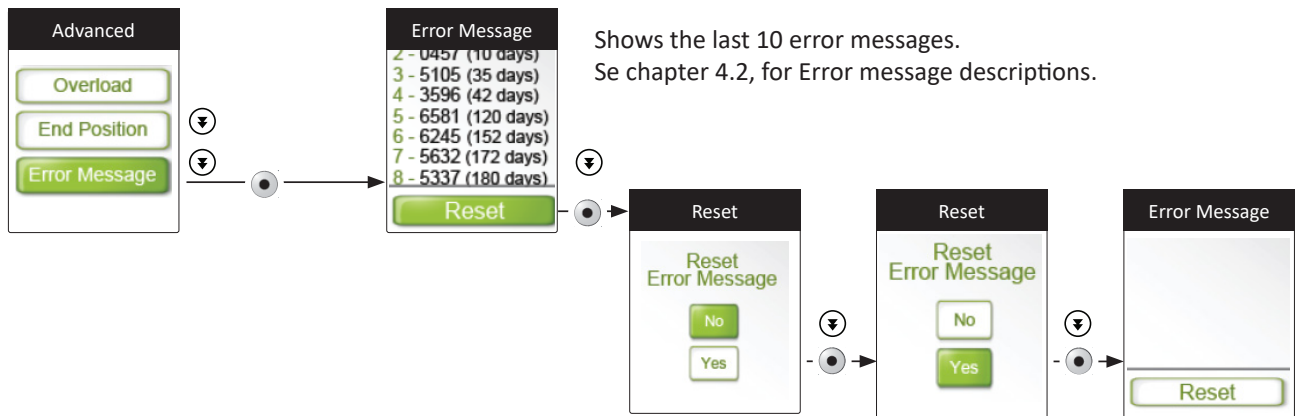 Advanced
Overload
End Position
Error Message
Error Message
2 - 0457 (10 days)
3 - 5105 (35 days)
4 - 3596 (42 days)
5 - 6581 (120 days)
6 - 6245 (152 days)
7 - 5632 (172 days)
8 - 5337 (180 days)
Reset
Shows the last 10 error messages.
Se chapter 4.2, for Error message descriptions.
Reset
Reset
Error Message
No
Yes
Reset
Reset
Error Message
No
Yes
Error Message
Reset